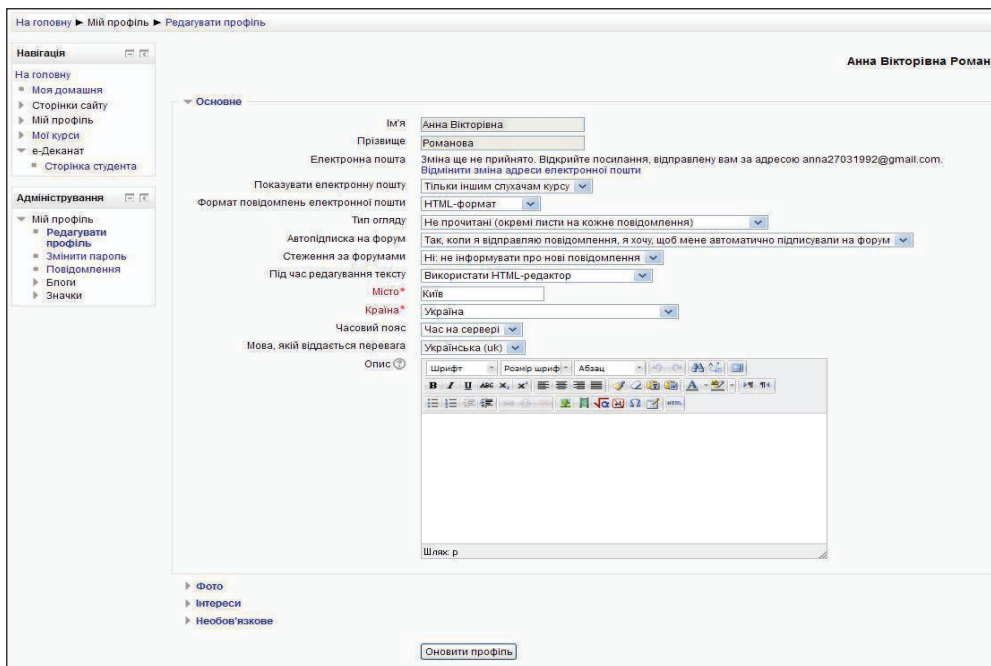 На головну ► Мій профіль ► Редагувати профіль
Навігація
На головну
Моя домашня
Сторінки сайту
Мій профіль
Мої курси
е-Деканат
Сторінка студента
Адміністрування
Мій профіль
Редагувати
профіль
Змінити пароль
Повідомлення
Блоги
Значки
Анна Вікторівна Роман
Основне
Ім'я Анна Вікторівна
Прізвище Романова
Електронна пошта Зміна ще не прийнято. Відкрийте посилання, відправлену вам за адресою anna27031992@gmail.com.
Відмінити зміна адреси електронної пошти
Показувати електронну пошту Тільки іншим слухачам курсу
Формат повідомлень електронної пошти HTML-формат
Тип огляду Не прочитані (окремі листи на кожне повідомлення)
Автопідписка на форум Так, коли я відправляю повідомлення, я хочу, щоб мене автоматично підписували на форум
Стеження за форумами Ні: не інформувати про нові повідомлення
Під час редагування тексту Використати HTML-редактор
Місто* Київ
Країна* Україна
Часовий пояс Час на сервері
Мова, якій віддається перевага Українська (uk)
Опис
Шрифт Розмір шриф Абзац
B I U ABC X₂ X² A
√α Ω HTML
Шлях: p
Фото
Інтереси
Необов'язкове
Оновити профіль